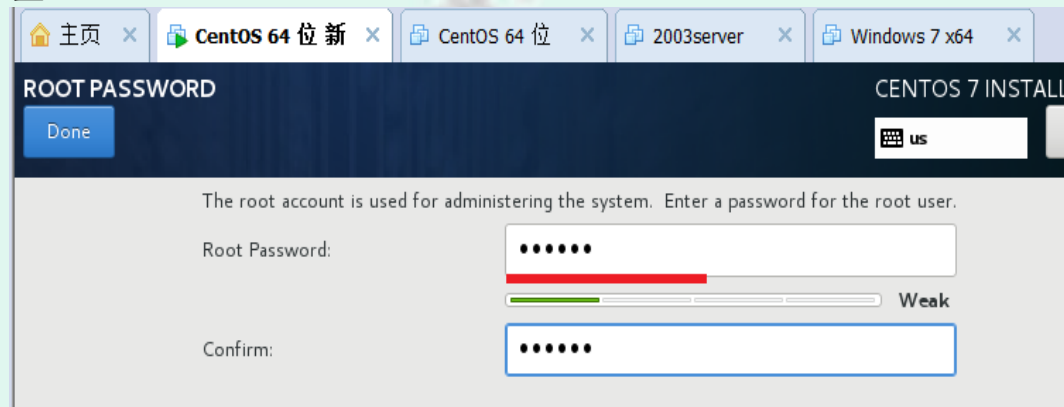 主页 × CentOS 64 位 新 × CentOS 64 位 × 2003server × Windows 7 x64 ×
ROOT PASSWORD
CENTOS 7 INSTALL
Done
us
The root account is used for administering the system. Enter a password for the root user.
Root Password: ••••••
Weak
Confirm: ••••••